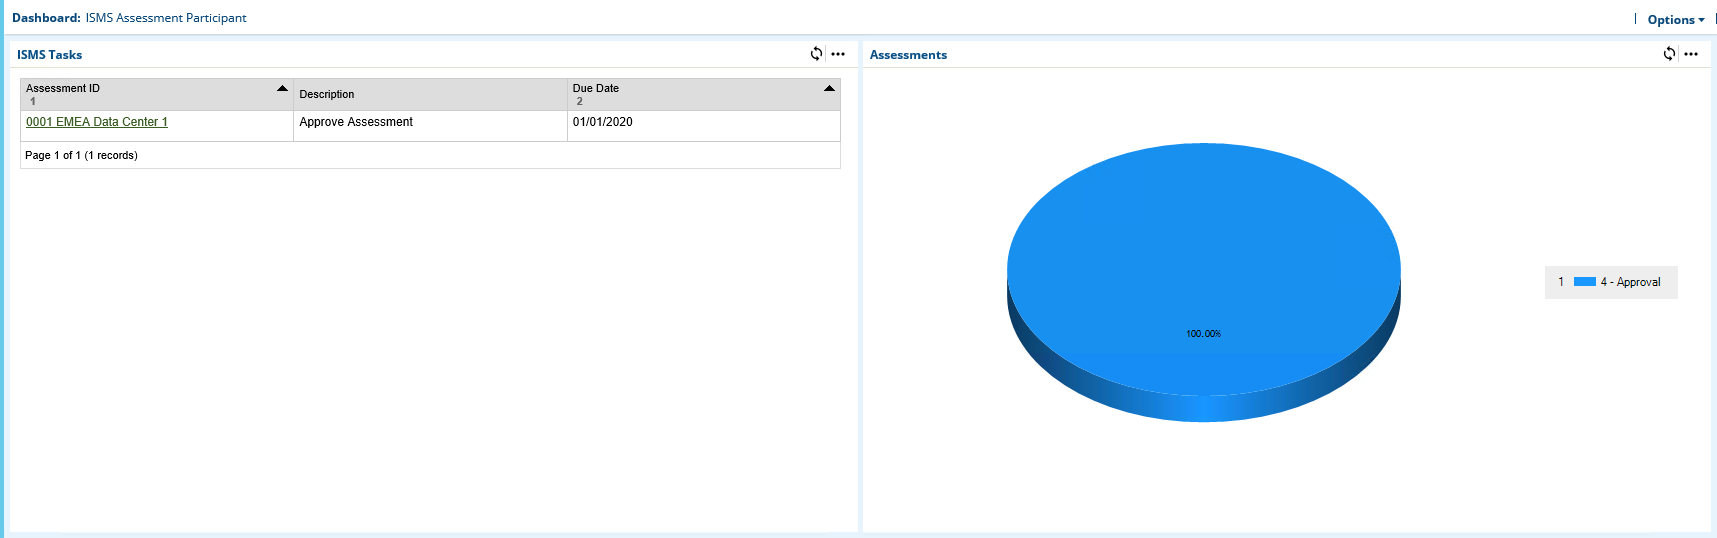 Dashboard: ISMS Assessment Participant
Options
ISMS Tasks
Assessment ID
1
Description
Due Date
2
0001 EMEA Data Center 1
Approve Assessment
01/01/2020
Page 1 of 1 (1 records)
Assessments
100.00%
1 4 - Approval